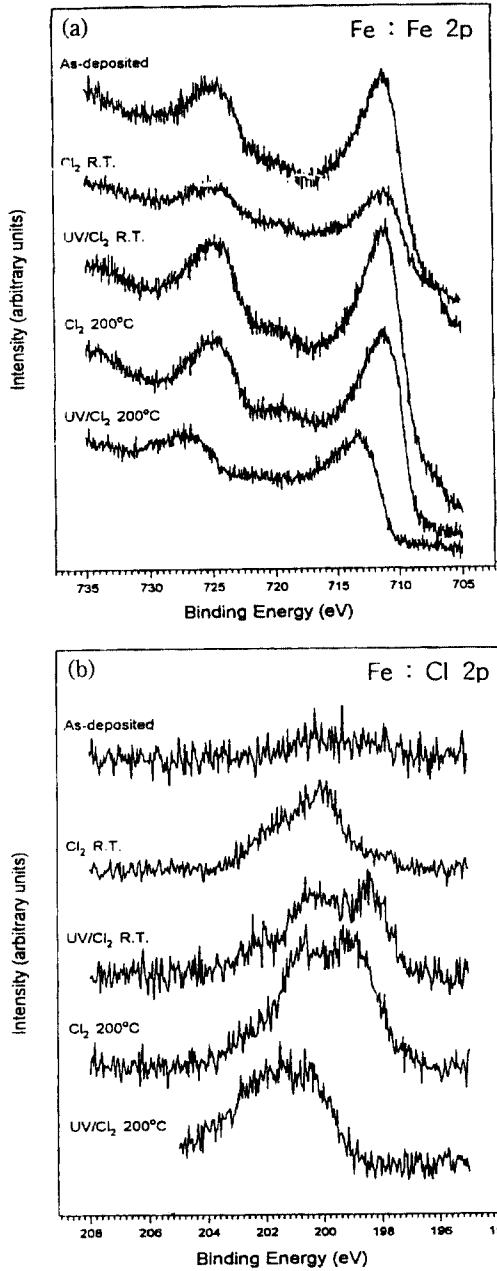 (a)
Fe : Fe 2p
As-deposited
Cl₂ R.T.
UV/Cl₂ R.T.
Cl₂ 200°C
UV/Cl₂ 200°C
Intensity (arbitrary units)
735 730 725 720 715 710 705
Binding Energy (eV)
(b)
Fe : Cl 2p
As-deposited
Cl₂ R.T.
UV/Cl₂ R.T.
Cl₂ 200°C
UV/Cl₂ 200°C
Intensity (arbitrary units)
208 206 204 202 200 198 196
Binding Energy (eV)